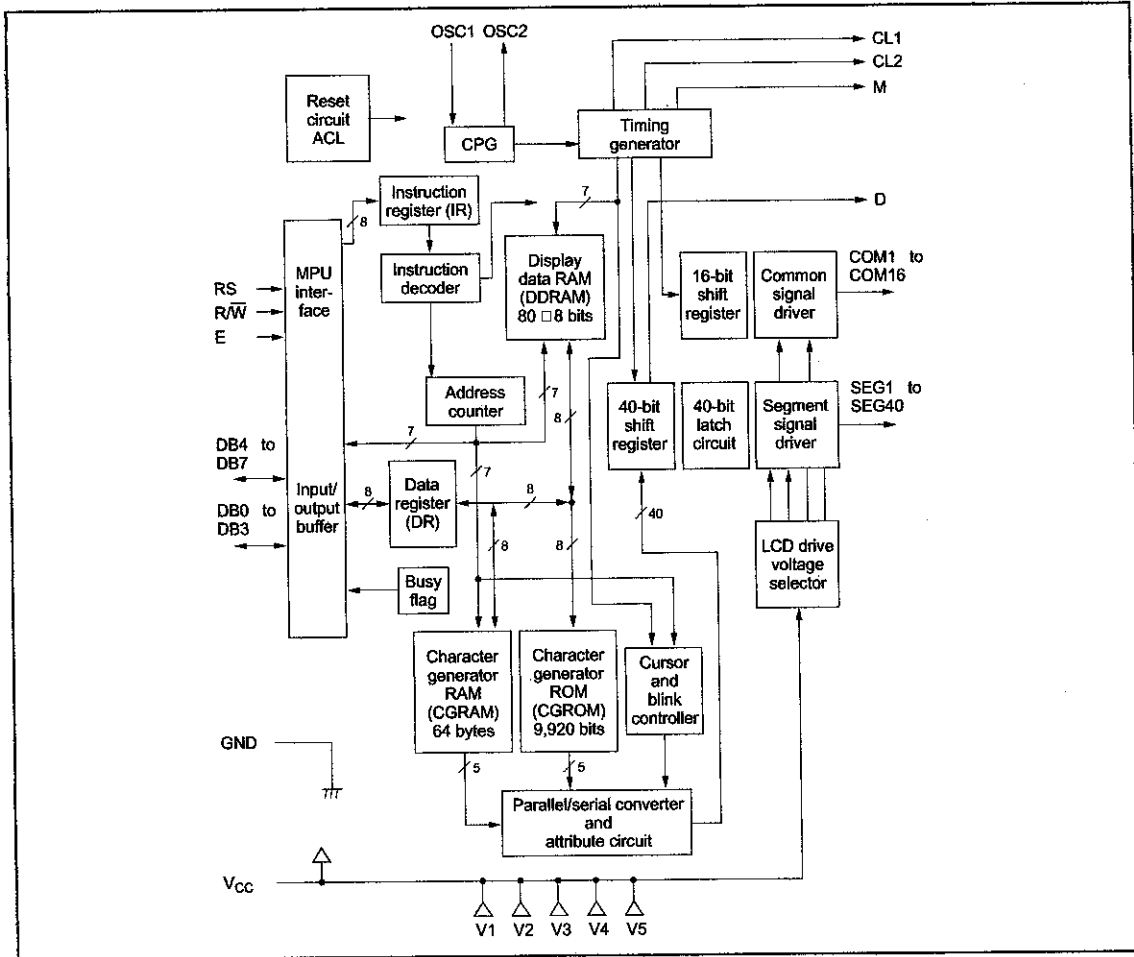 OSC1 OSC2
CL1
CL2
M
Reset
circuit
ACL
CPG
Timing
generator
7
D
Instruction
register (IR)
8
MPU
inter-
face
Instruction
decoder
Display
data RAM
(DDRAM)
80 □ 8 bits
16-bit
shift
register
Common
signal
driver
COM1 to
COM16
RS
R/W̅
E
Address
counter
7
8
40-bit
shift
register
40-bit
latch
circuit
Segment
signal
driver
SEG1 to
SEG40
DB4 to
DB7
7
7
Input/
output
buffer
8
Data
register
(DR)
8
8
8
40
DB0 to
DB3
LCD drive
voltage
selector
Busy
flag
Character
generator
RAM
(CGRAM)
64 bytes
Character
generator
ROM
(CGROM)
9,920 bits
Cursor
and
blink
controller
GND
5
5
Parallel/serial converter
and
attribute circuit
VCC
V1 V2 V3 V4 V5